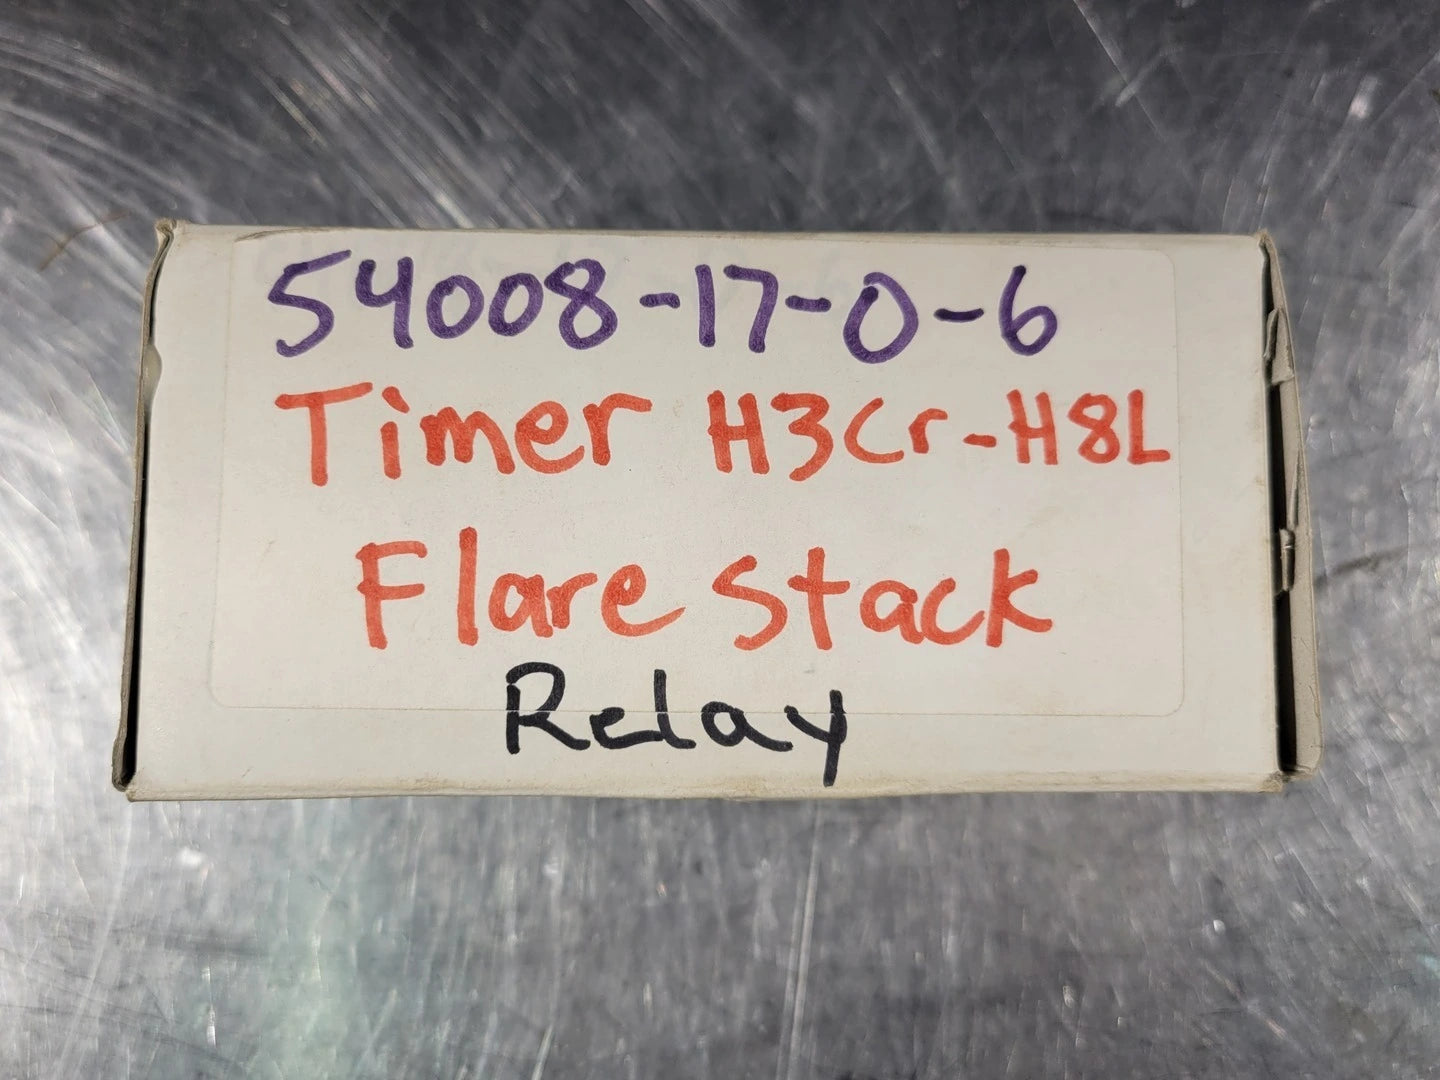 54008-17-0-6
Timer H3Cr-H8L
Flare Stack
Relay